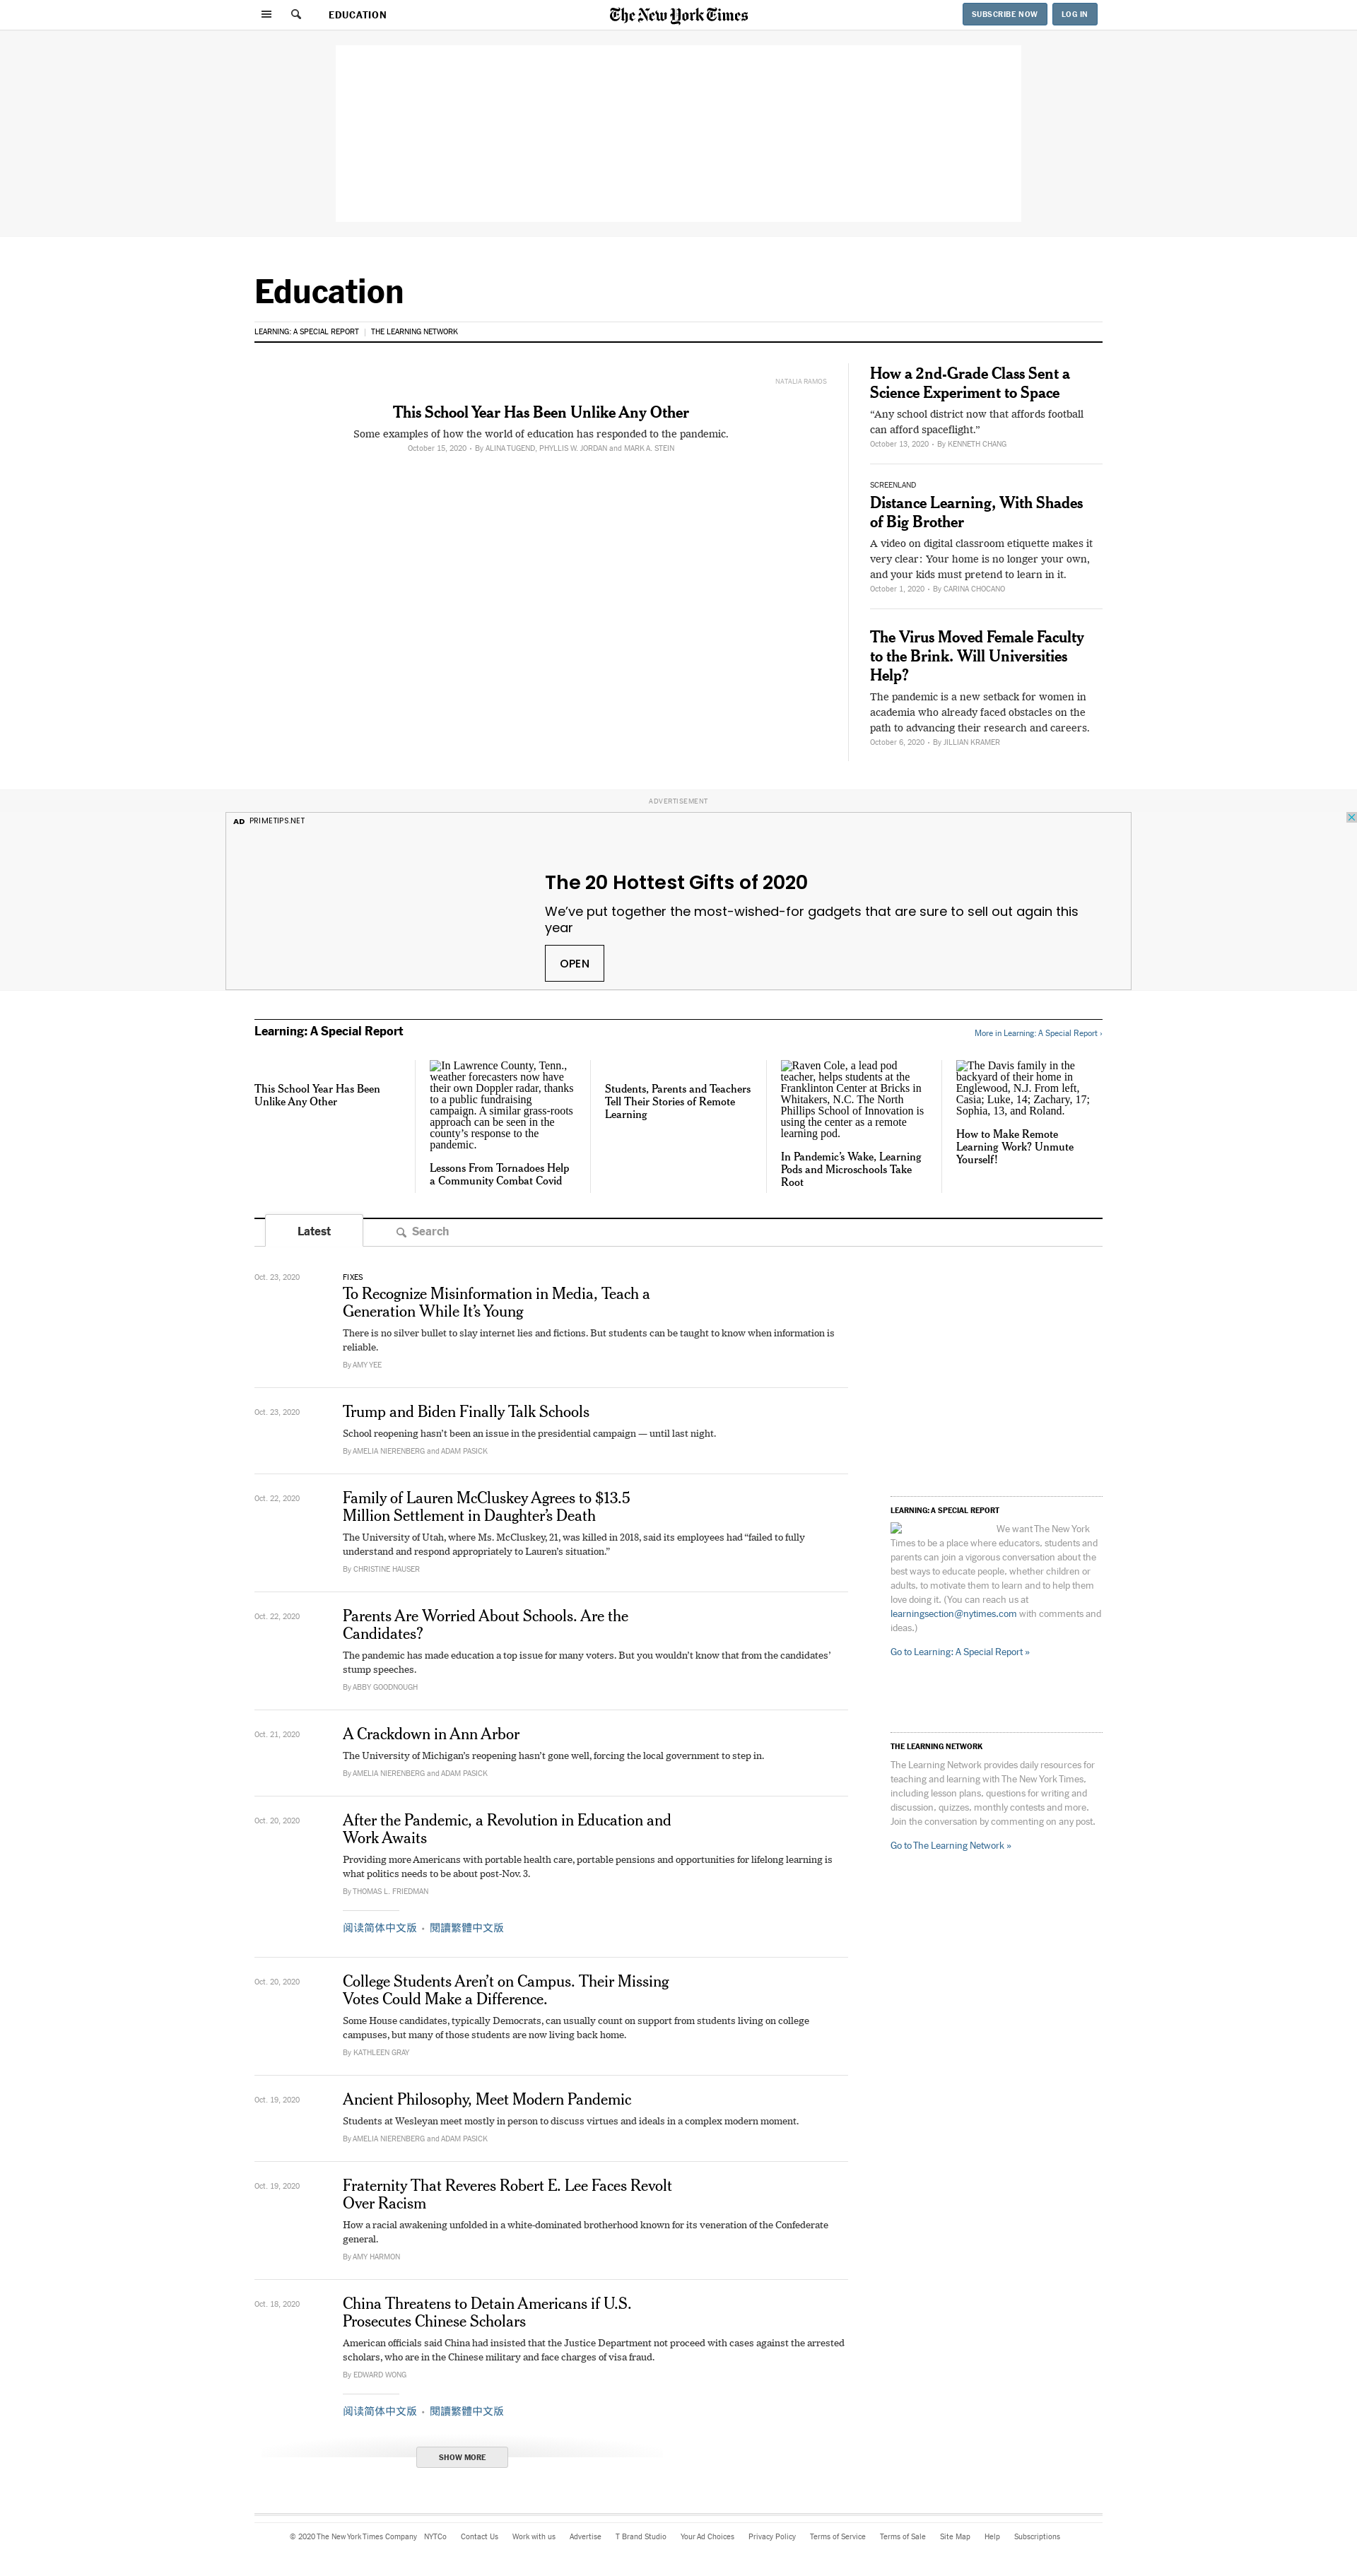 EDUCATION
The New York Times
SUBSCRIBE NOW
LOG IN
Education
LEARNING: A SPECIAL REPORT
THE LEARNING NETWORK
NATALIA RAMOS
This School Year Has Been Unlike Any Other
Some examples of how the world of education has responded to the pandemic.
October 15, 2020 • By ALINA TUGEND, PHYLLIS W. JORDAN and MARK A. STEIN
How a 2nd-Grade Class Sent a
Science Experiment to Space
“Any school district now that affords football
can afford spaceflight.”
October 13, 2020 • By KENNETH CHANG
SCREENLAND
Distance Learning, With Shades
of Big Brother
A video on digital classroom etiquette makes it
very clear: Your home is no longer your own,
and your kids must pretend to learn in it.
October 1, 2020 • By CARINA CHOCANO
The Virus Moved Female Faculty
to the Brink. Will Universities
Help?
The pandemic is a new setback for women in
academia who already faced obstacles on the
path to advancing their research and careers.
October 6, 2020 • By JILLIAN KRAMER
ADVERTISEMENT
AD PRIMETIPS.NET
The 20 Hottest Gifts of 2020
We’ve put together the most-wished-for gadgets that are sure to sell out again this
year
OPEN
Learning: A Special Report
More in Learning: A Special Report ›
This School Year Has Been
Unlike Any Other
In Lawrence County, Tenn.,
weather forecasters now have
their own Doppler radar, thanks
to a public fundraising
campaign. A similar grass-roots
approach can be seen in the
county’s response to the
pandemic.
Lessons From Tornadoes Help
a Community Combat Covid
Students, Parents and Teachers
Tell Their Stories of Remote
Learning
Raven Cole, a lead pod
teacher, helps students at the
Franklinton Center at Bricks in
Whitakers, N.C. The North
Phillips School of Innovation is
using the center as a remote
learning pod.
In Pandemic’s Wake, Learning
Pods and Microschools Take
Root
The Davis family in the
backyard of their home in
Englewood, N.J. From left,
Casia; Luke, 14; Zachary, 17;
Sophia, 13, and Roland.
How to Make Remote
Learning Work? Unmute
Yourself!
Latest
Search
Oct. 23, 2020
FIXES
To Recognize Misinformation in Media, Teach a
Generation While It’s Young
There is no silver bullet to slay internet lies and fictions. But students can be taught to know when information is
reliable.
By AMY YEE
Oct. 23, 2020
Trump and Biden Finally Talk Schools
School reopening hasn’t been an issue in the presidential campaign — until last night.
By AMELIA NIERENBERG and ADAM PASICK
Oct. 22, 2020
Family of Lauren McCluskey Agrees to $13.5
Million Settlement in Daughter’s Death
The University of Utah, where Ms. McCluskey, 21, was killed in 2018, said its employees had “failed to fully
understand and respond appropriately to Lauren’s situation.”
By CHRISTINE HAUSER
Oct. 22, 2020
Parents Are Worried About Schools. Are the
Candidates?
The pandemic has made education a top issue for many voters. But you wouldn’t know that from the candidates’
stump speeches.
By ABBY GOODNOUGH
Oct. 21, 2020
A Crackdown in Ann Arbor
The University of Michigan’s reopening hasn’t gone well, forcing the local government to step in.
By AMELIA NIERENBERG and ADAM PASICK
Oct. 20, 2020
After the Pandemic, a Revolution in Education and
Work Awaits
Providing more Americans with portable health care, portable pensions and opportunities for lifelong learning is
what politics needs to be about post-Nov. 3.
By THOMAS L. FRIEDMAN
阅读简体中文版 • 閱讀繁體中文版
Oct. 20, 2020
College Students Aren’t on Campus. Their Missing
Votes Could Make a Difference.
Some House candidates, typically Democrats, can usually count on support from students living on college
campuses, but many of those students are now living back home.
By KATHLEEN GRAY
Oct. 19, 2020
Ancient Philosophy, Meet Modern Pandemic
Students at Wesleyan meet mostly in person to discuss virtues and ideals in a complex modern moment.
By AMELIA NIERENBERG and ADAM PASICK
Oct. 19, 2020
Fraternity That Reveres Robert E. Lee Faces Revolt
Over Racism
How a racial awakening unfolded in a white-dominated brotherhood known for its veneration of the Confederate
general.
By AMY HARMON
Oct. 18, 2020
China Threatens to Detain Americans if U.S.
Prosecutes Chinese Scholars
American officials said China had insisted that the Justice Department not proceed with cases against the arrested
scholars, who are in the Chinese military and face charges of visa fraud.
By EDWARD WONG
阅读简体中文版 • 閱讀繁體中文版
SHOW MORE
LEARNING: A SPECIAL REPORT
We want The New York
Times to be a place where educators, students and
parents can join a vigorous conversation about the
best ways to educate people, whether children or
adults, to motivate them to learn and to help them
love doing it. (You can reach us at
learningsection@nytimes.com with comments and
ideas.)
Go to Learning: A Special Report »
THE LEARNING NETWORK
The Learning Network provides daily resources for
teaching and learning with The New York Times,
including lesson plans, questions for writing and
discussion, quizzes, monthly contests and more.
Join the conversation by commenting on any post.
Go to The Learning Network »
© 2020 The New York Times Company NYTCo Contact Us Work with us Advertise T Brand Studio Your Ad Choices Privacy Policy Terms of Service Terms of Sale Site Map Help Subscriptions